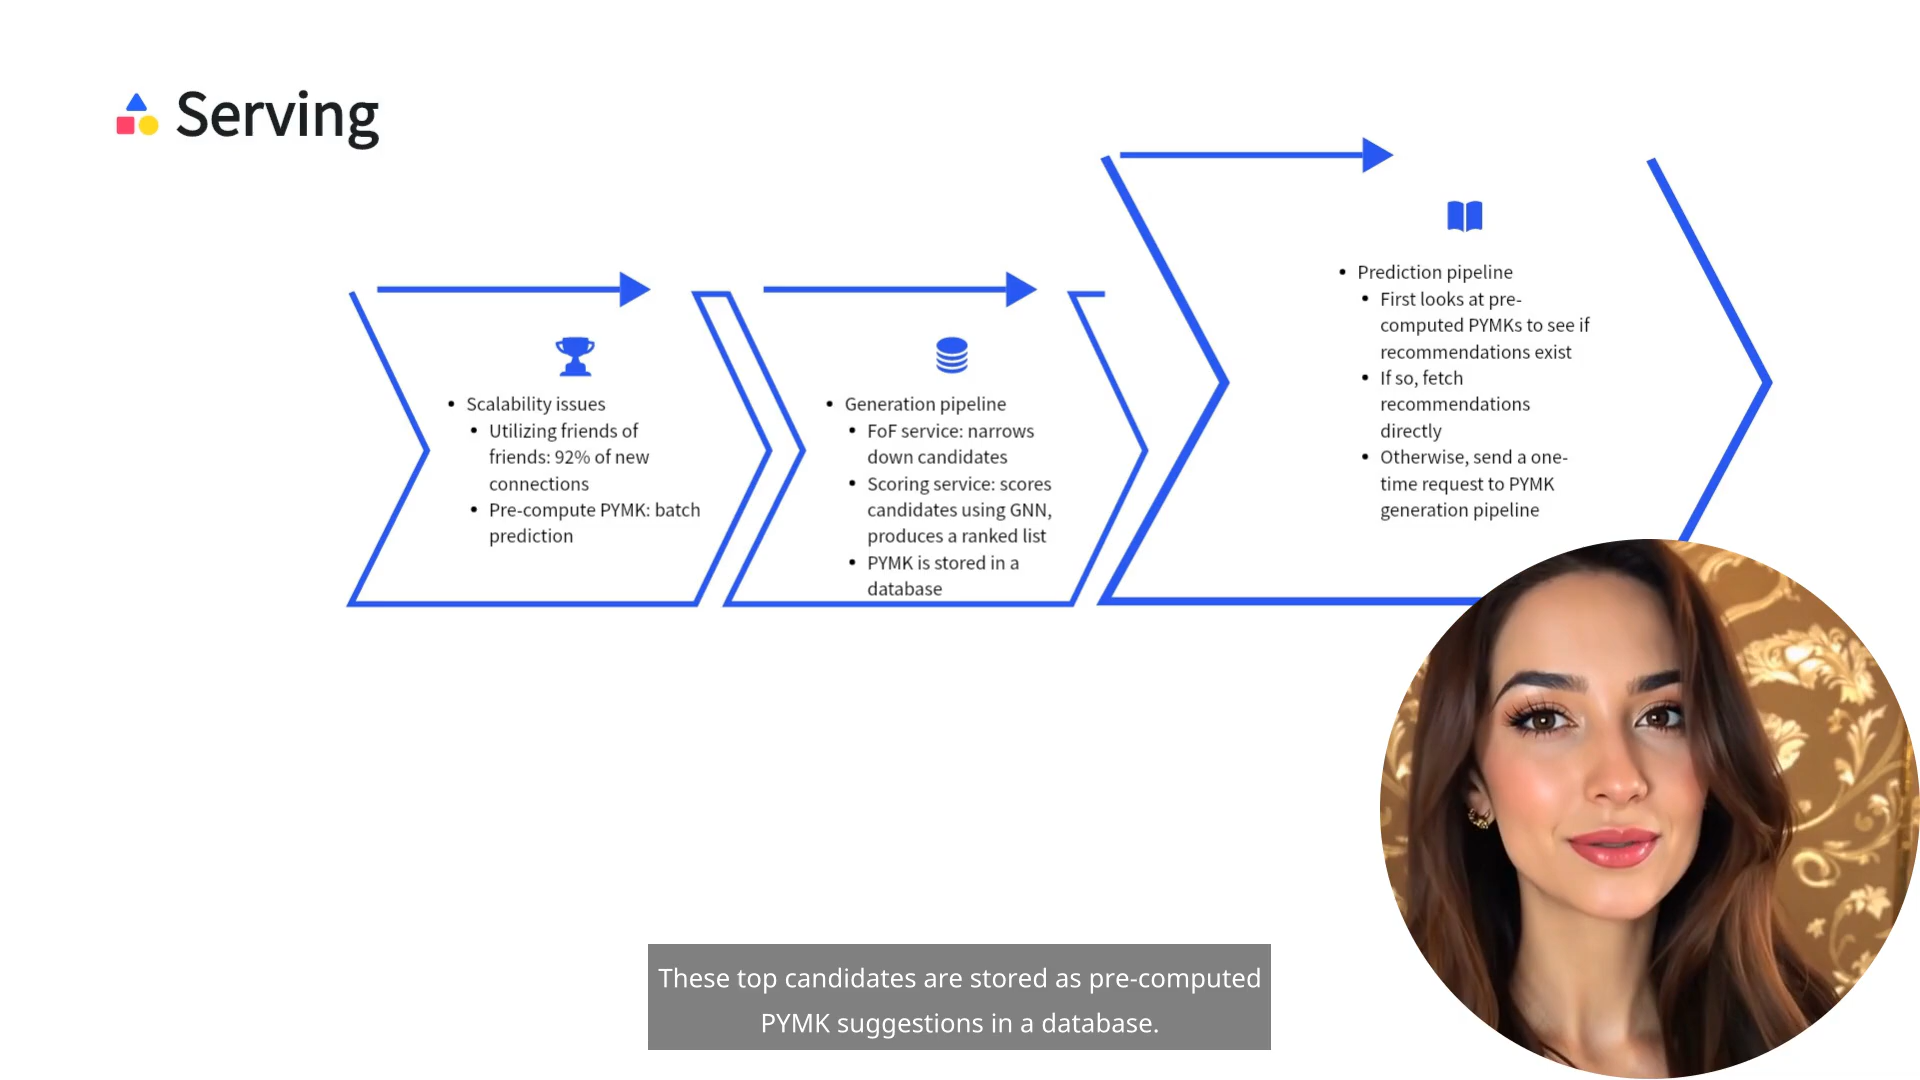 Serving
Scalability issues
Utilizing friends of
friends: 92% of new
connections
Pre-compute PYMK: batch
prediction
Generation pipeline
FoF service: narrows
down candidates
Scoring service: scores
candidates using GNN,
produces a ranked list
PYMK is stored in a
database
Prediction pipeline
First looks at pre-
computed PYMKs to see if
recommendations exist
If so, fetch
recommendations
directly
Otherwise, send a one-
time request to PYMK
generation pipeline
These top candidates are stored as pre-computed
PYMK suggestions in a database.